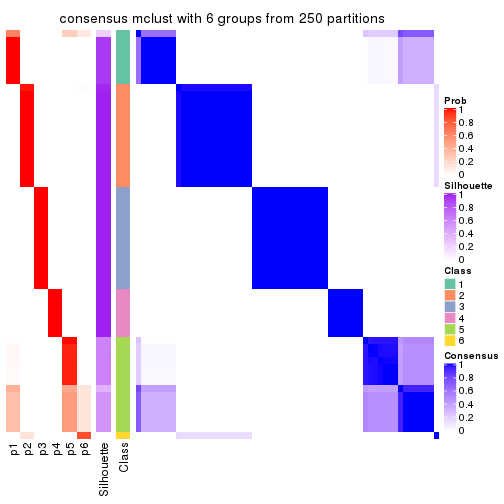 consensus mclust with 6 groups from 250 partitions
Prob
1
0.8
0.6
0.4
0.2
0
Silhouette
1
0.8
0.6
0.4
0.2
0
Class
1
2
3
4
5
6
Consensus
1
0.8
0.6
0.4
0.2
0
p1
p2
p3
p4
p5
p6
Silhouette
Class